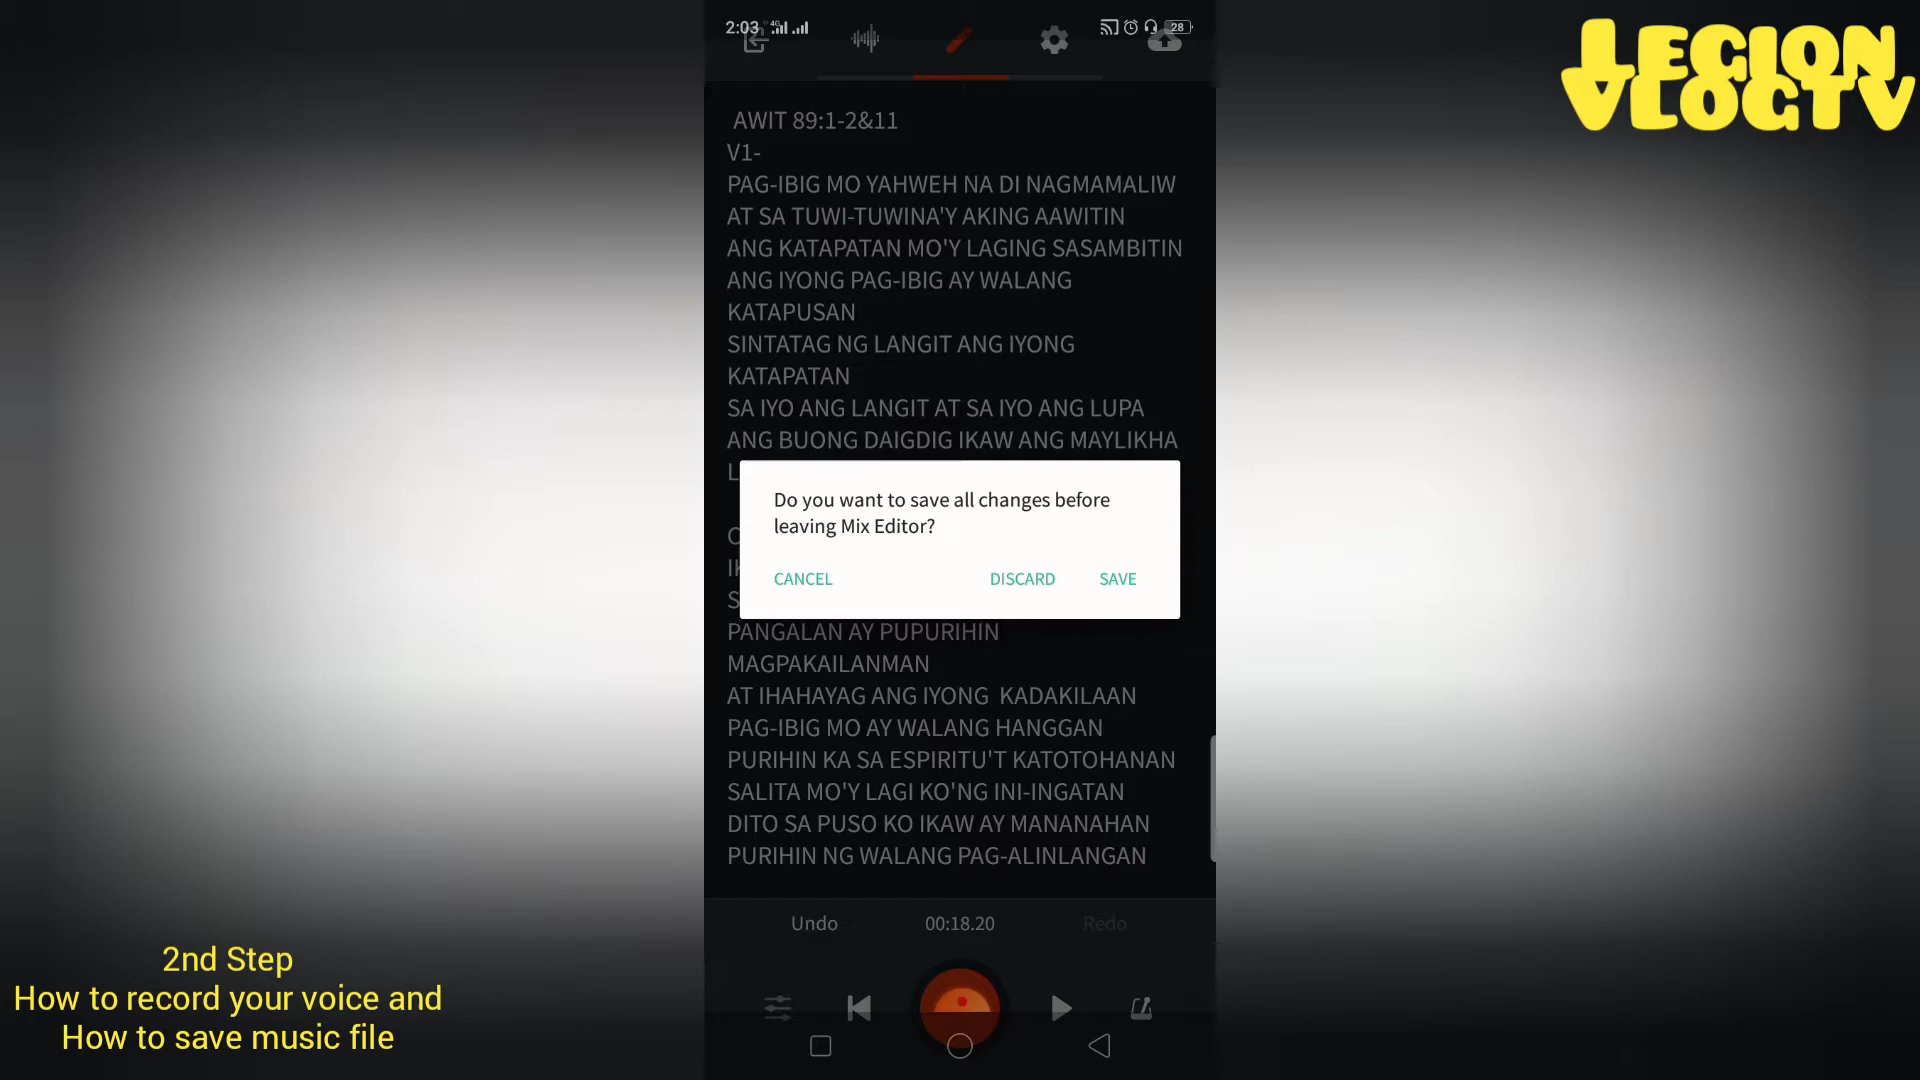 2:03
4G
28
LEGION
VLOGTV
AWIT 89:1-2&11
V1-
PAG-IBIG MO YAHWEH NA DI NAGMAMALIW
AT SA TUWI-TUWINA'Y AKING AAWITIN
ANG KATAPATAN MO'Y LAGING SASAMBITIN
ANG IYONG PAG-IBIG AY WALANG
KATAPUSAN
SINTATAG NG LANGIT ANG IYONG
KATAPATAN
SA IYO ANG LANGIT AT SA IYO ANG LUPA
ANG BUONG DAIGDIG IKAW ANG MAYLIKHA
Do you want to save all changes before
leaving Mix Editor?
CANCEL DISCARD SAVE
PANGALAN AY PUPURIHIN
MAGPAKAILANMAN
AT IHAHAYAG ANG IYONG  KADAKILAAN
PAG-IBIG MO AY WALANG HANGGAN
PURIHIN KA SA ESPIRITU'T KATOTOHANAN
SALITA MO'Y LAGI KO'NG INI-INGATAN
DITO SA PUSO KO IKAW AY MANANAHAN
PURIHIN NG WALANG PAG-ALINLANGAN
Undo 00:18.20 Redo
2nd Step
How to record your voice and
How to save music file